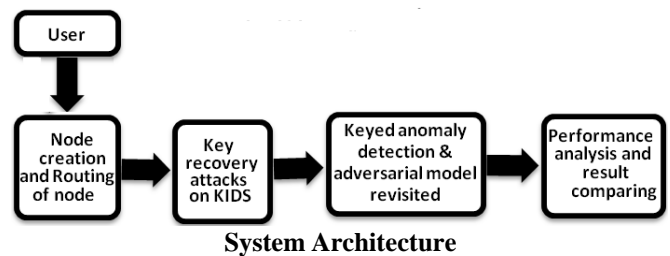 User
Node
creation
and Routing
of node
Key
recovery
attacks
on KIDS
Keyed anomaly
detection &
adversarial model
revisited
Performance
analysis and
result
comparing
System Architecture